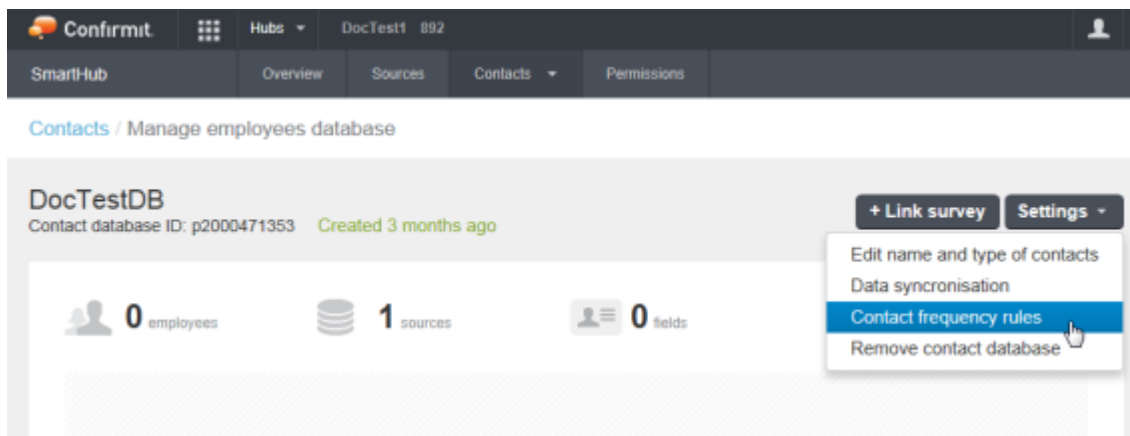 Confirmit. Hubs DocTest1 892
SmartHub Overview Sources Contacts Permissions
Contacts / Manage employees database
DocTestDB
Contact database ID: p2000471353 Created 3 months ago
+ Link survey Settings
Edit name and type of contacts
Data syncronisation
Contact frequency rules
Remove contact database
0 employees 1 sources 0 fields